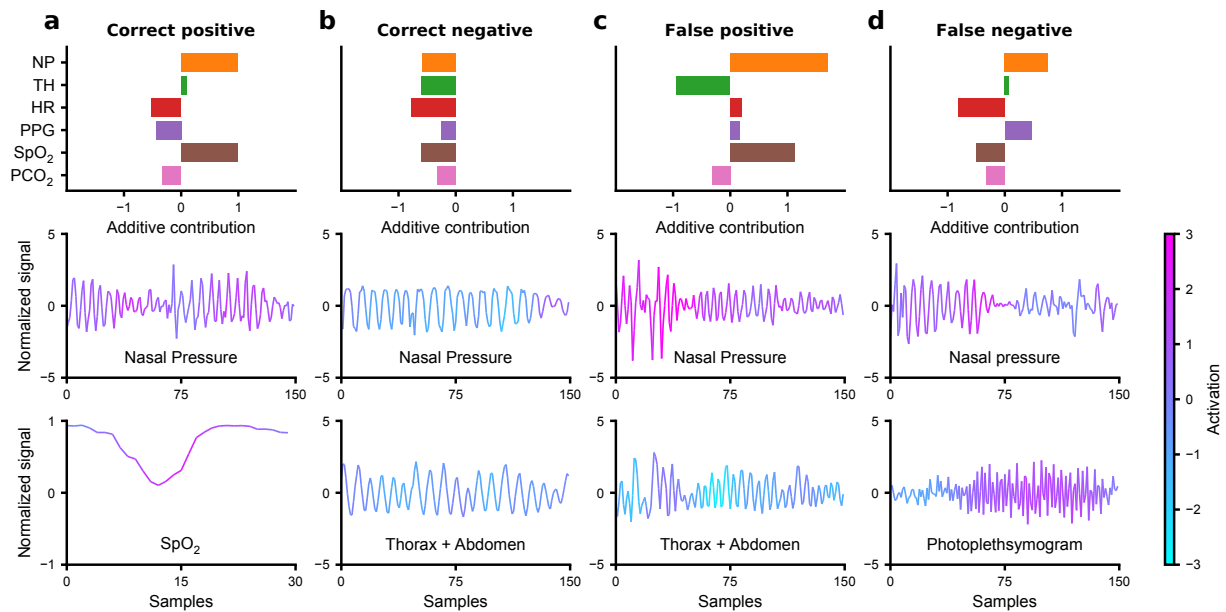 a
Correct positive
NP
TH
HR
PPG
SpO₂
PCO₂
−1
0
1
Additive contribution
Normalized signal
5
0
−5
Nasal Pressure
0
75
150
Normalized signal
1
0
−1
SpO₂
0
15
30
Samples
b
Correct negative
−1
0
1
Additive contribution
5
0
−5
Nasal Pressure
0
75
150
5
0
−5
Thorax + Abdomen
0
75
150
Samples
c
False positive
−1
0
1
Additive contribution
5
0
−5
Nasal Pressure
0
75
150
5
0
−5
Thorax + Abdomen
0
75
150
Samples
d
False negative
−1
0
1
Additive contribution
5
0
−5
Nasal pressure
0
75
150
5
0
−5
Photoplethsymogram
0
75
150
Samples
3
2
1
0
−1
−2
−3
Activation